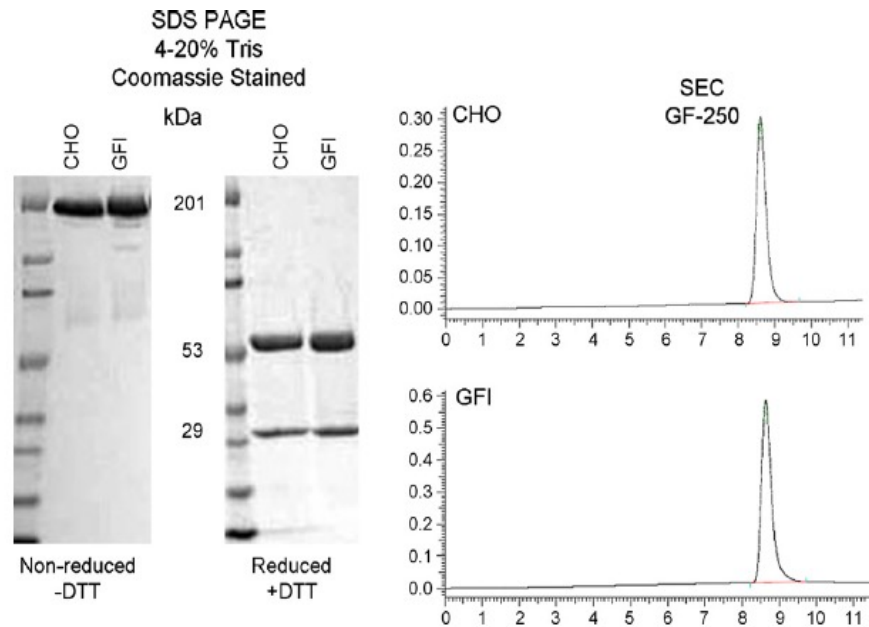 SDS PAGE
4-20% Tris
Coomassie Stained
kDa
CHO
GFI
CHO
GFI
201
53
29
Non-reduced
-DTT
Reduced
+DTT
SEC
GF-250
CHO
0.30
0.25
0.20
0.15
0.10
0.05
0.00
0 1 2 3 4 5 6 7 8 9 10 11
GFI
0.6
0.5
0.4
0.3
0.2
0.1
0.0
0 1 2 3 4 5 6 7 8 9 10 11